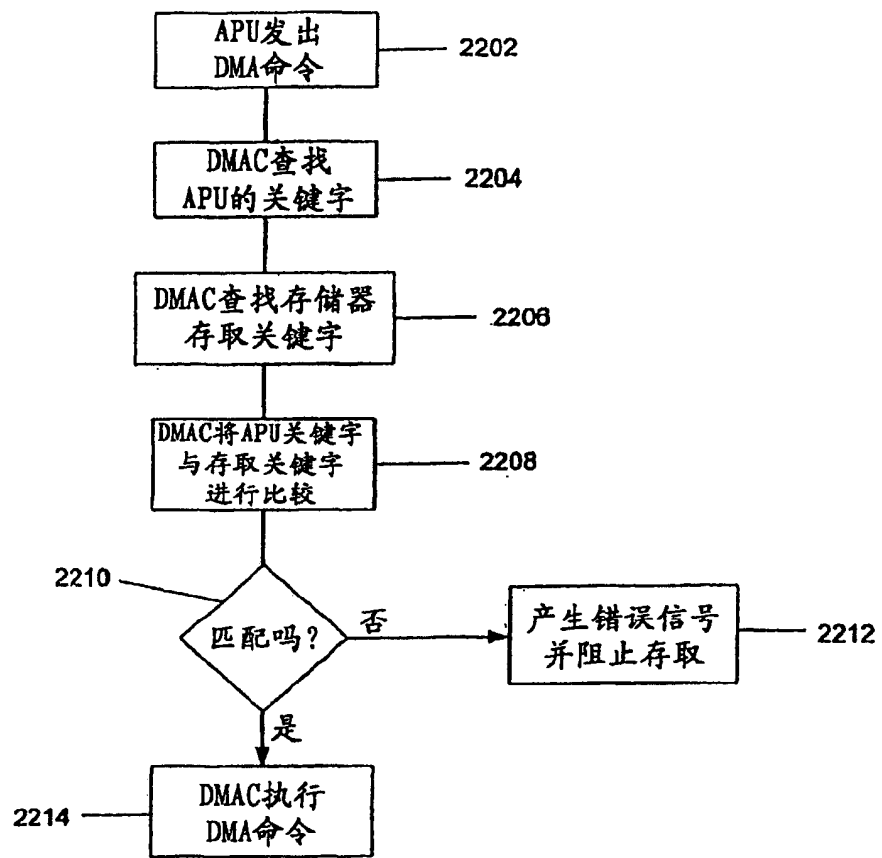 APU发出
DMA命令
2202
DMAC查找
APU的关键字
2204
DMAC查找存储器
存取关键字
2206
DMAC将APU关键字
与存取关键字
进行比较
2208
2210
匹配吗?
否
产生错误信号
并阻止存取
2212
是
DMAC执行
DMA命令
2214